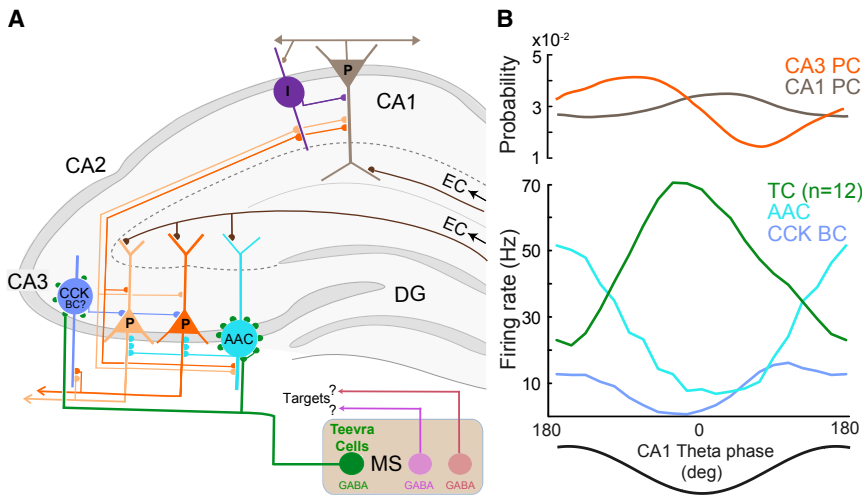 A
P
I
CA1
CA2
EC
EC
CA3
CCK
BC?
P
P
AAC
DG
Targets?
?
Teevra
Cells
MS
GABA
GABA
GABA
B
x10-2
5
3
1
Probability
CA3 PC
CA1 PC
70
50
30
10
Firing rate (Hz)
TC (n=12)
AAC
CCK BC
180
0
180
CA1 Theta phase
(deg)